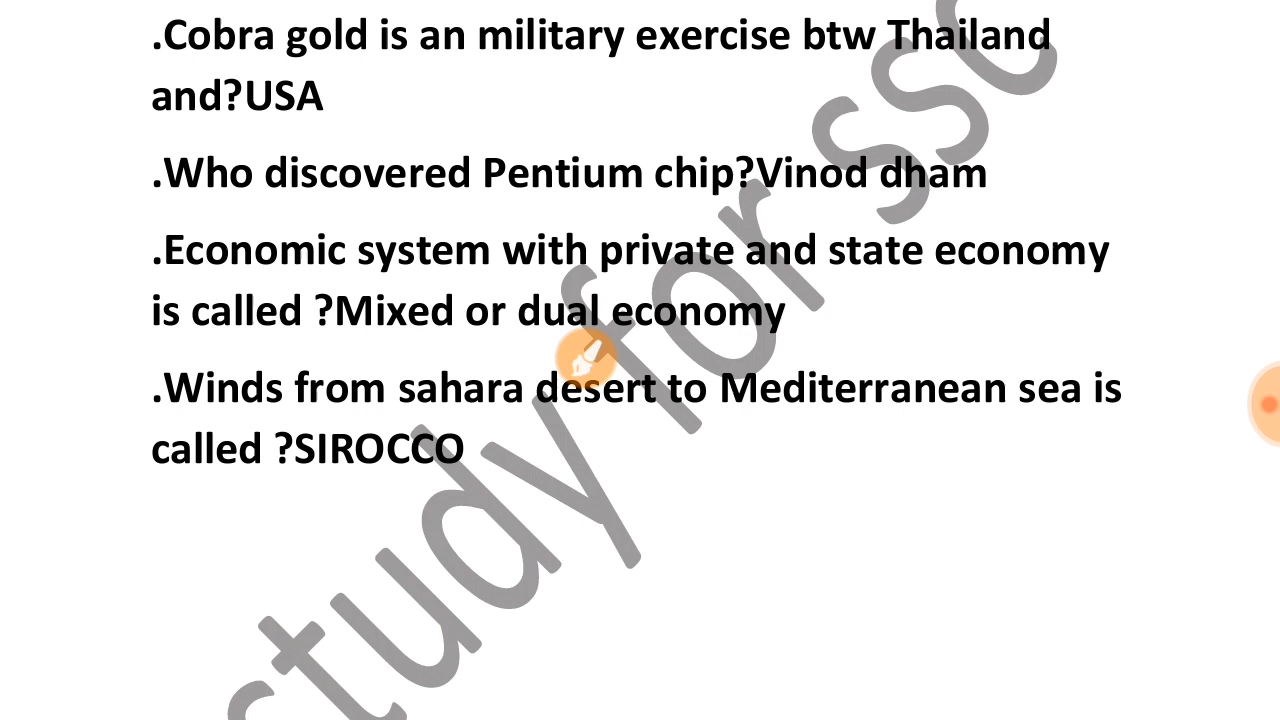 .Cobra gold is an military exercise btw Thailand
and?USA
.Who discovered Pentium chip?Vinod dham
.Economic system with private and state economy
is called ?Mixed or dual economy
.Winds from sahara desert to Mediterranean sea is
called ?SIROCCO
study for ssc